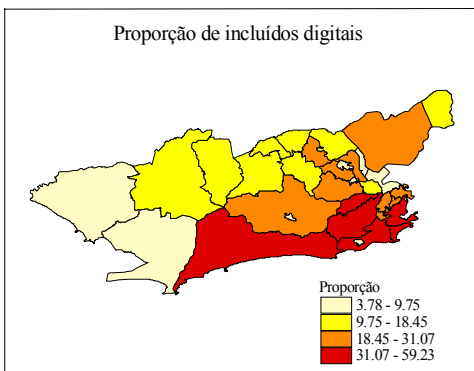 Proporção de incluídos digitais
Proporção
3.78 - 9.75
9.75 - 18.45
18.45 - 31.07
31.07 - 59.23